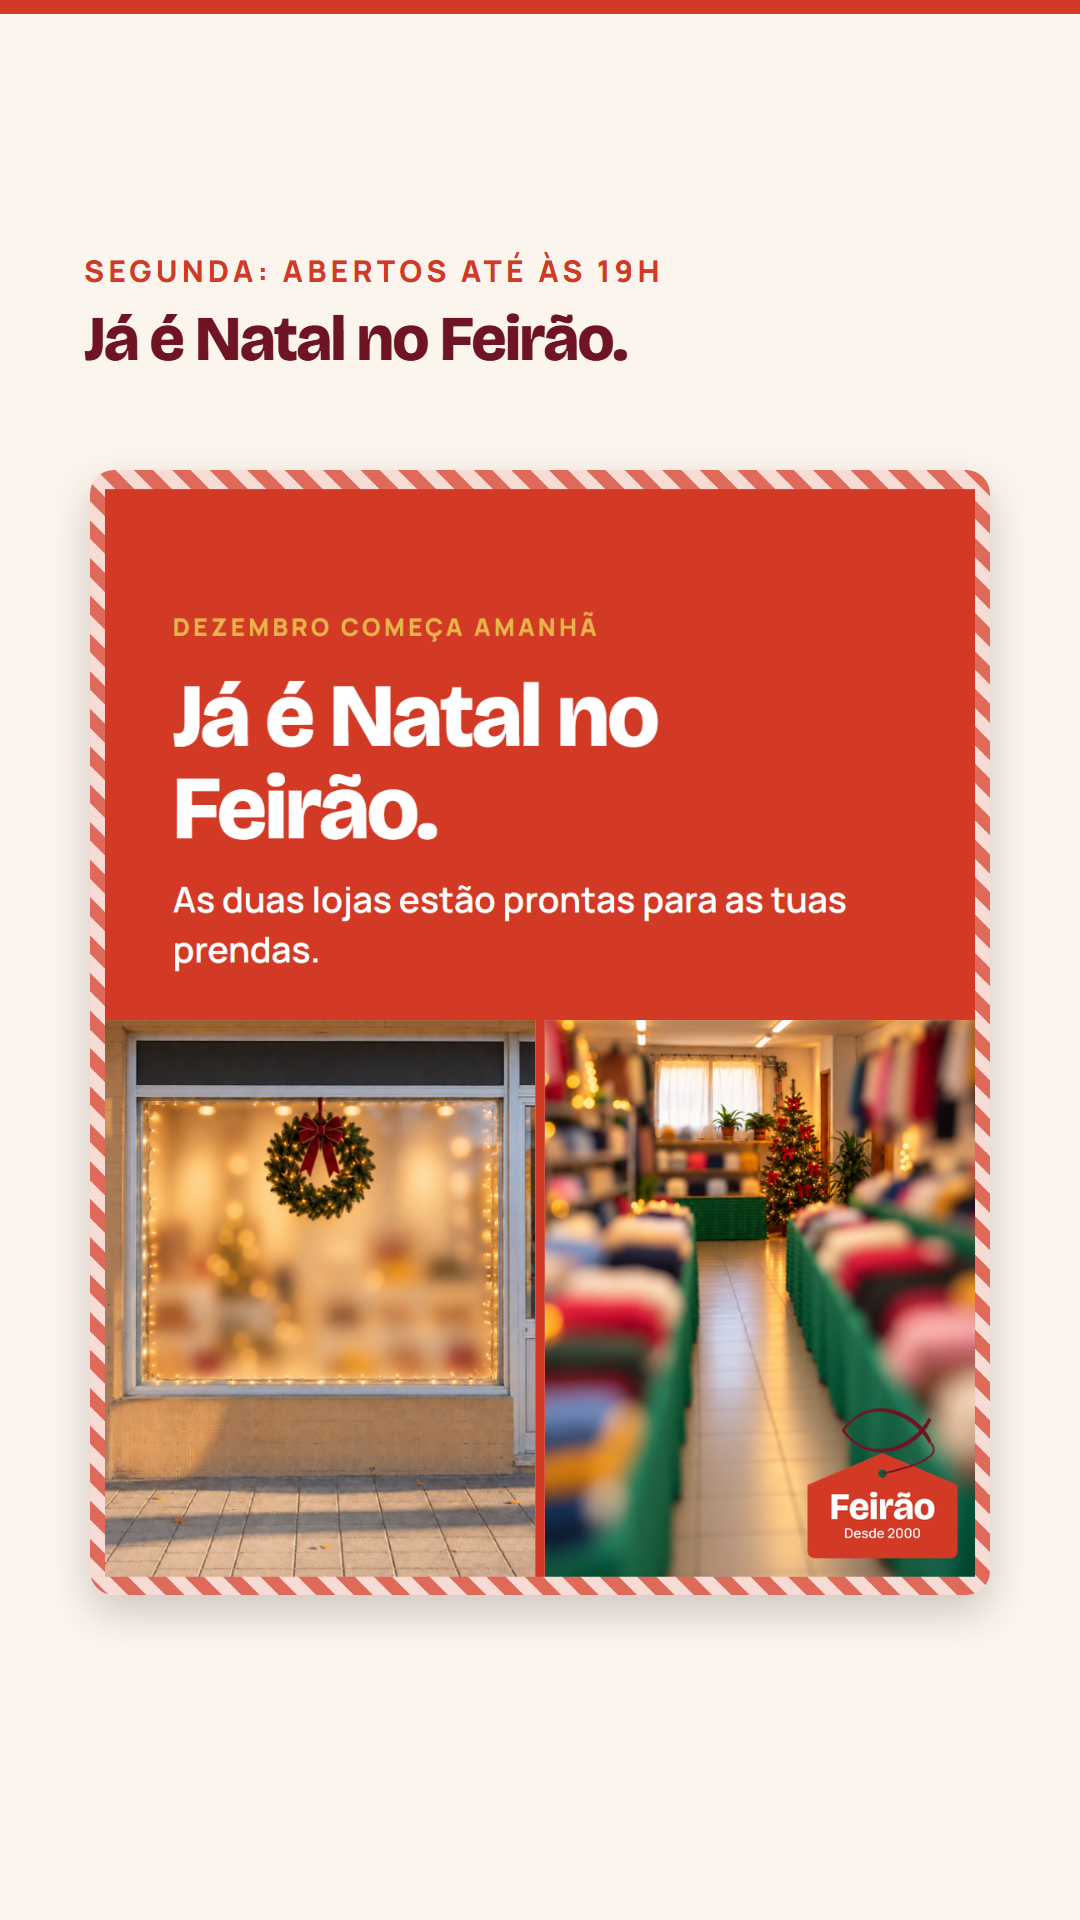 SEGUNDA: ABERTOS ATÉ ÀS 19H
Já é Natal no Feirão.
DEZEMBRO COMEÇA AMANHÃ
Já é Natal no
Feirão.
As duas lojas estão prontas para as tuas
prendas.
Feirão
Desde 2000